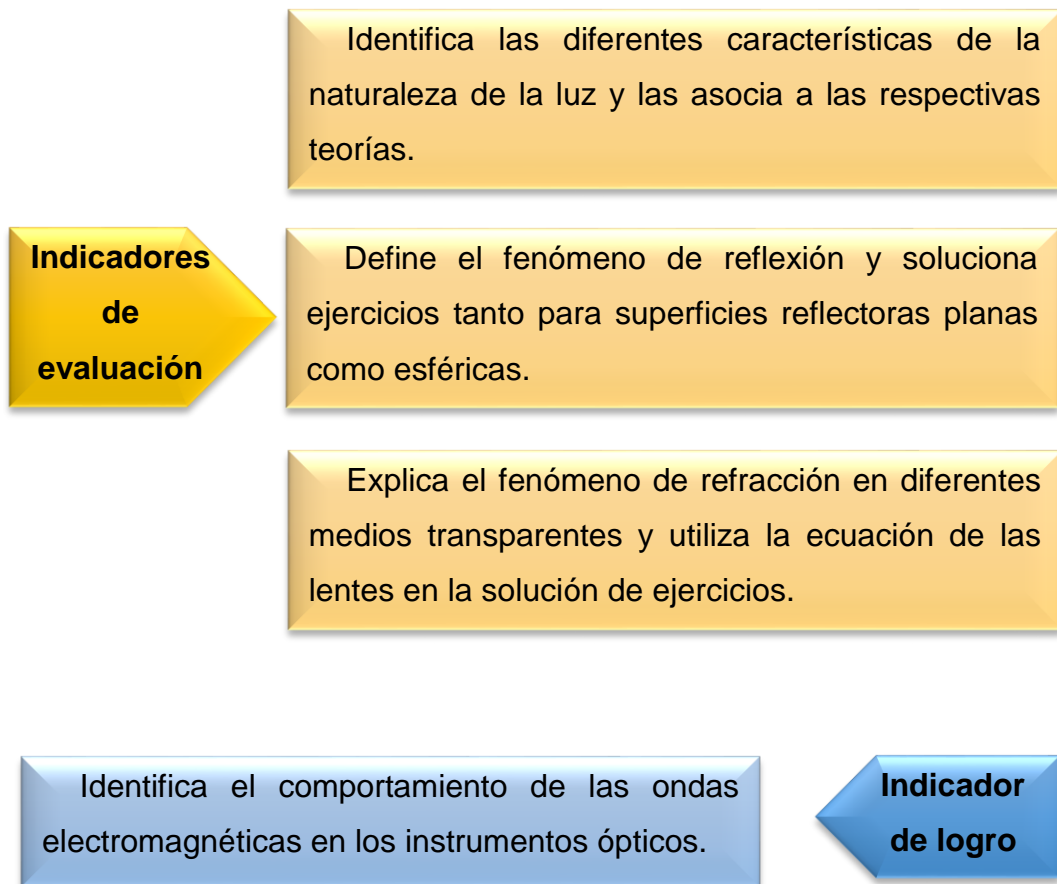 Identifica las diferentes características de la
naturaleza de la luz y las asocia a las respectivas
teorías.
Indicadores
de
evaluación
Define el fenómeno de reflexión y soluciona
ejercicios tanto para superficies reflectoras planas
como esféricas.
Explica el fenómeno de refracción en diferentes
medios transparentes y utiliza la ecuación de las
lentes en la solución de ejercicios.
Identifica el comportamiento de las ondas
electromagnéticas en los instrumentos ópticos.
Indicador
de logro